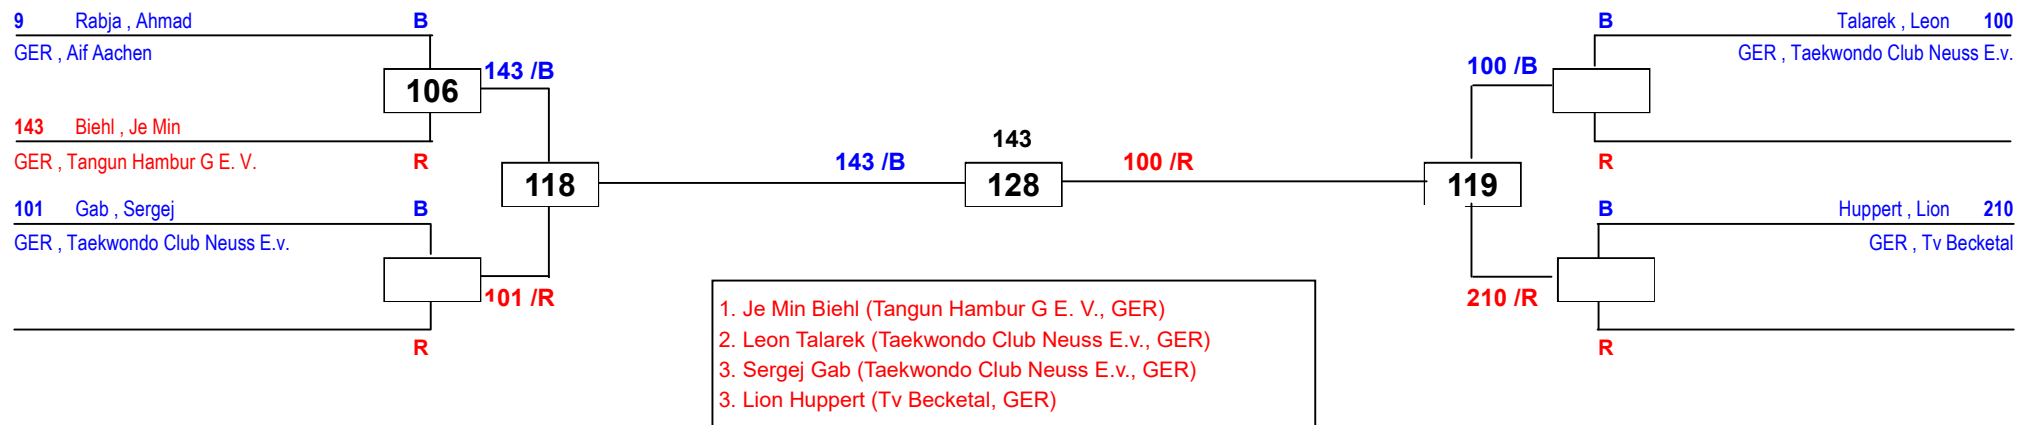 9 Rabja , Ahmad B
GER , Aif Aachen
106
143 /B
143 Biehl , Je Min
GER , Tangun Hambur G E. V. R
118
101 Gab , Sergej B
GER , Taekwondo Club Neuss E.v.
101 /R
R
143 /B
143
128
100 /R
B Talarek , Leon 100
GER , Taekwondo Club Neuss E.v.
100 /B
R
119
B Huppert , Lion 210
GER , Tv Becketal
210 /R
R
1. Je Min Biehl (Tangun Hambur G E. V., GER)
2. Leon Talarek (Taekwondo Club Neuss E.v., GER)
3. Sergej Gab (Taekwondo Club Neuss E.v., GER)
3. Lion Huppert (Tv Becketal, GER)